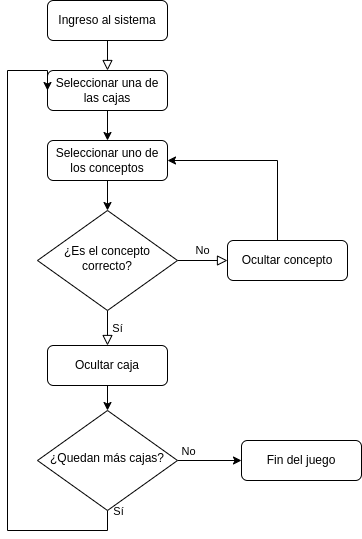 Ingreso al sistema
Seleccionar una de
las cajas
Seleccionar uno de
los conceptos
¿Es el concepto
correcto?
No
Ocultar concepto
Sí
Ocultar caja
¿Quedan más cajas?
No
Fin del juego
Sí